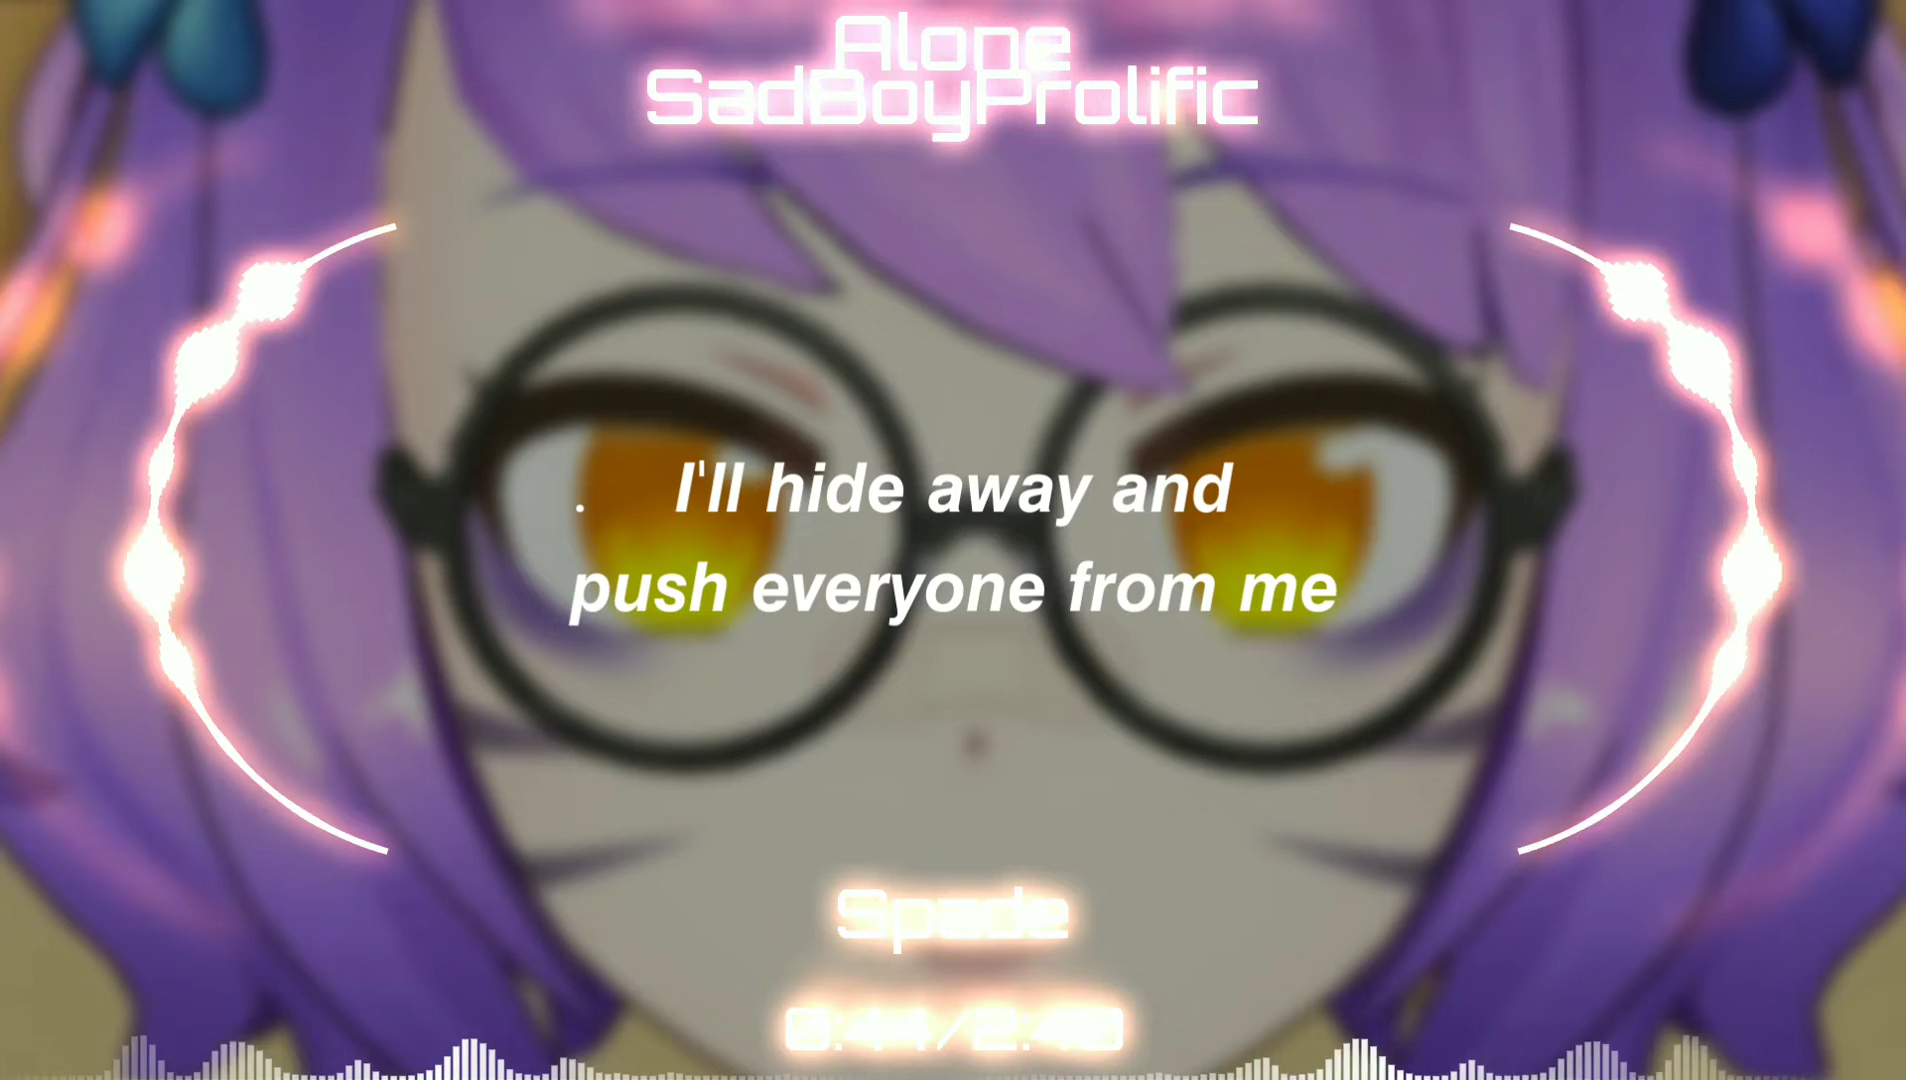 Alone
SadBoyProlific
. I'll hide away and
push everyone from me
Spade